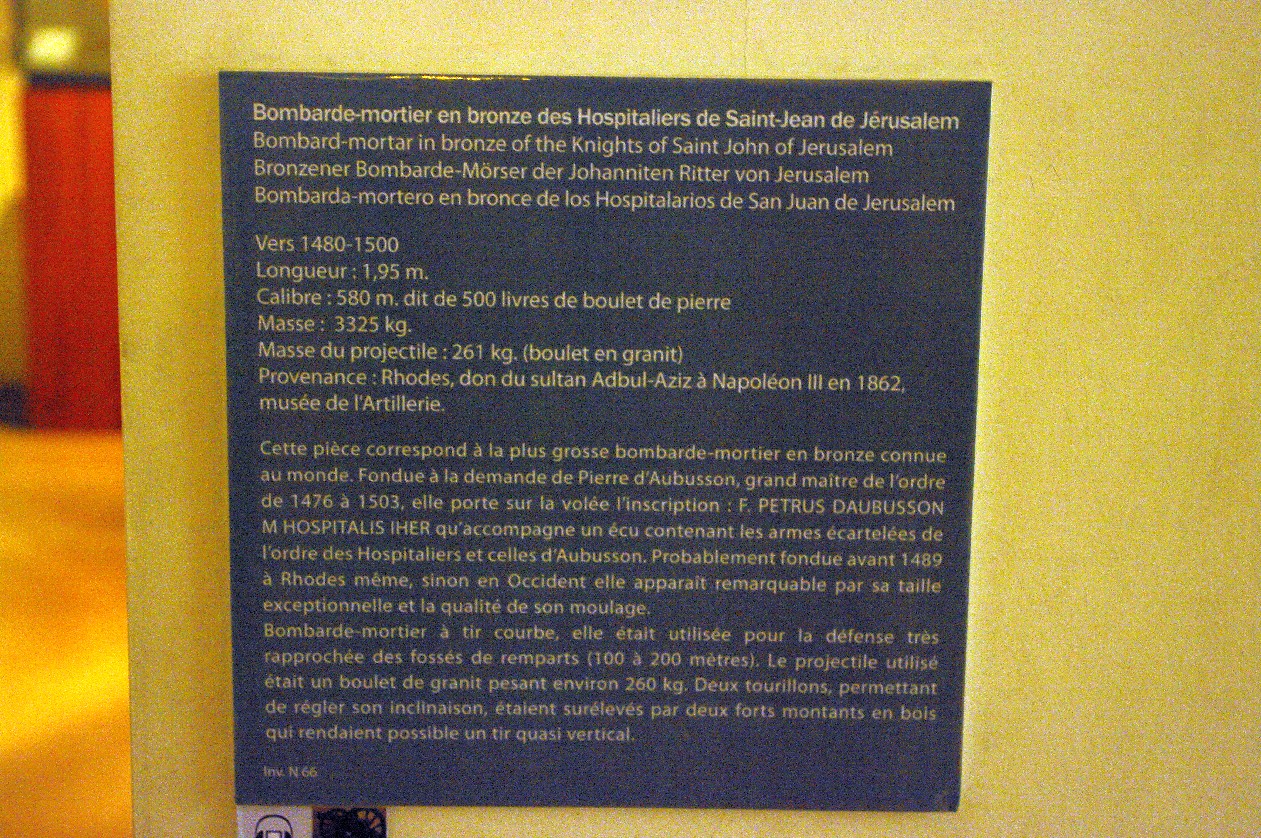 Bombarde-mortier en bronze des Hospitaliers de Saint-Jean de Jérusalem
Bombard-mortar in bronze of the Knights of Saint John of Jerusalem
Bronzener Bombarde-Mörser der Johanniten Ritter von Jerusalem
Bombarda-mortero en bronce de los Hospitalarios de San Juan de Jerusalem
Vers 1480-1500
Longueur : 1,95 m.
Calibre : 580 m. dit de 500 livres de boulet de pierre
Masse : 3325 kg.
Masse du projectile : 261 kg. (boulet en granit)
Provenance : Rhodes, don du sultan Adbul-Aziz à Napoléon III en 1862,
musée de l'Artillerie.
Cette pièce correspond à la plus grosse bombarde-mortier en bronze connue
au monde. Fondue à la demande de Pierre d'Aubusson, grand maître de l'ordre
de 1476 à 1503, elle porte sur la volée l'inscription : F. PETRUS DAUBUSSON
M HOSPITALIS IHER qu'accompagne un écu contenant les armes écartelées de
l'ordre des Hospitaliers et celles d'Aubusson. Probablement fondue avant 1489
à Rhodes même, sinon en Occident elle apparaît remarquable par sa taille
exceptionnelle et la qualité de son moulage.
Bombarde-mortier à tir courbe, elle était utilisée pour la défense très
rapprochée des fossés de remparts (100 à 200 mètres). Le projectile utilisé
était un boulet de granit pesant environ 260 kg. Deux tourillons, permettant
de régler son inclinaison, étaient surélevés par deux forts montants en bois
qui rendaient possible un tir quasi vertical.
Inv. N 66